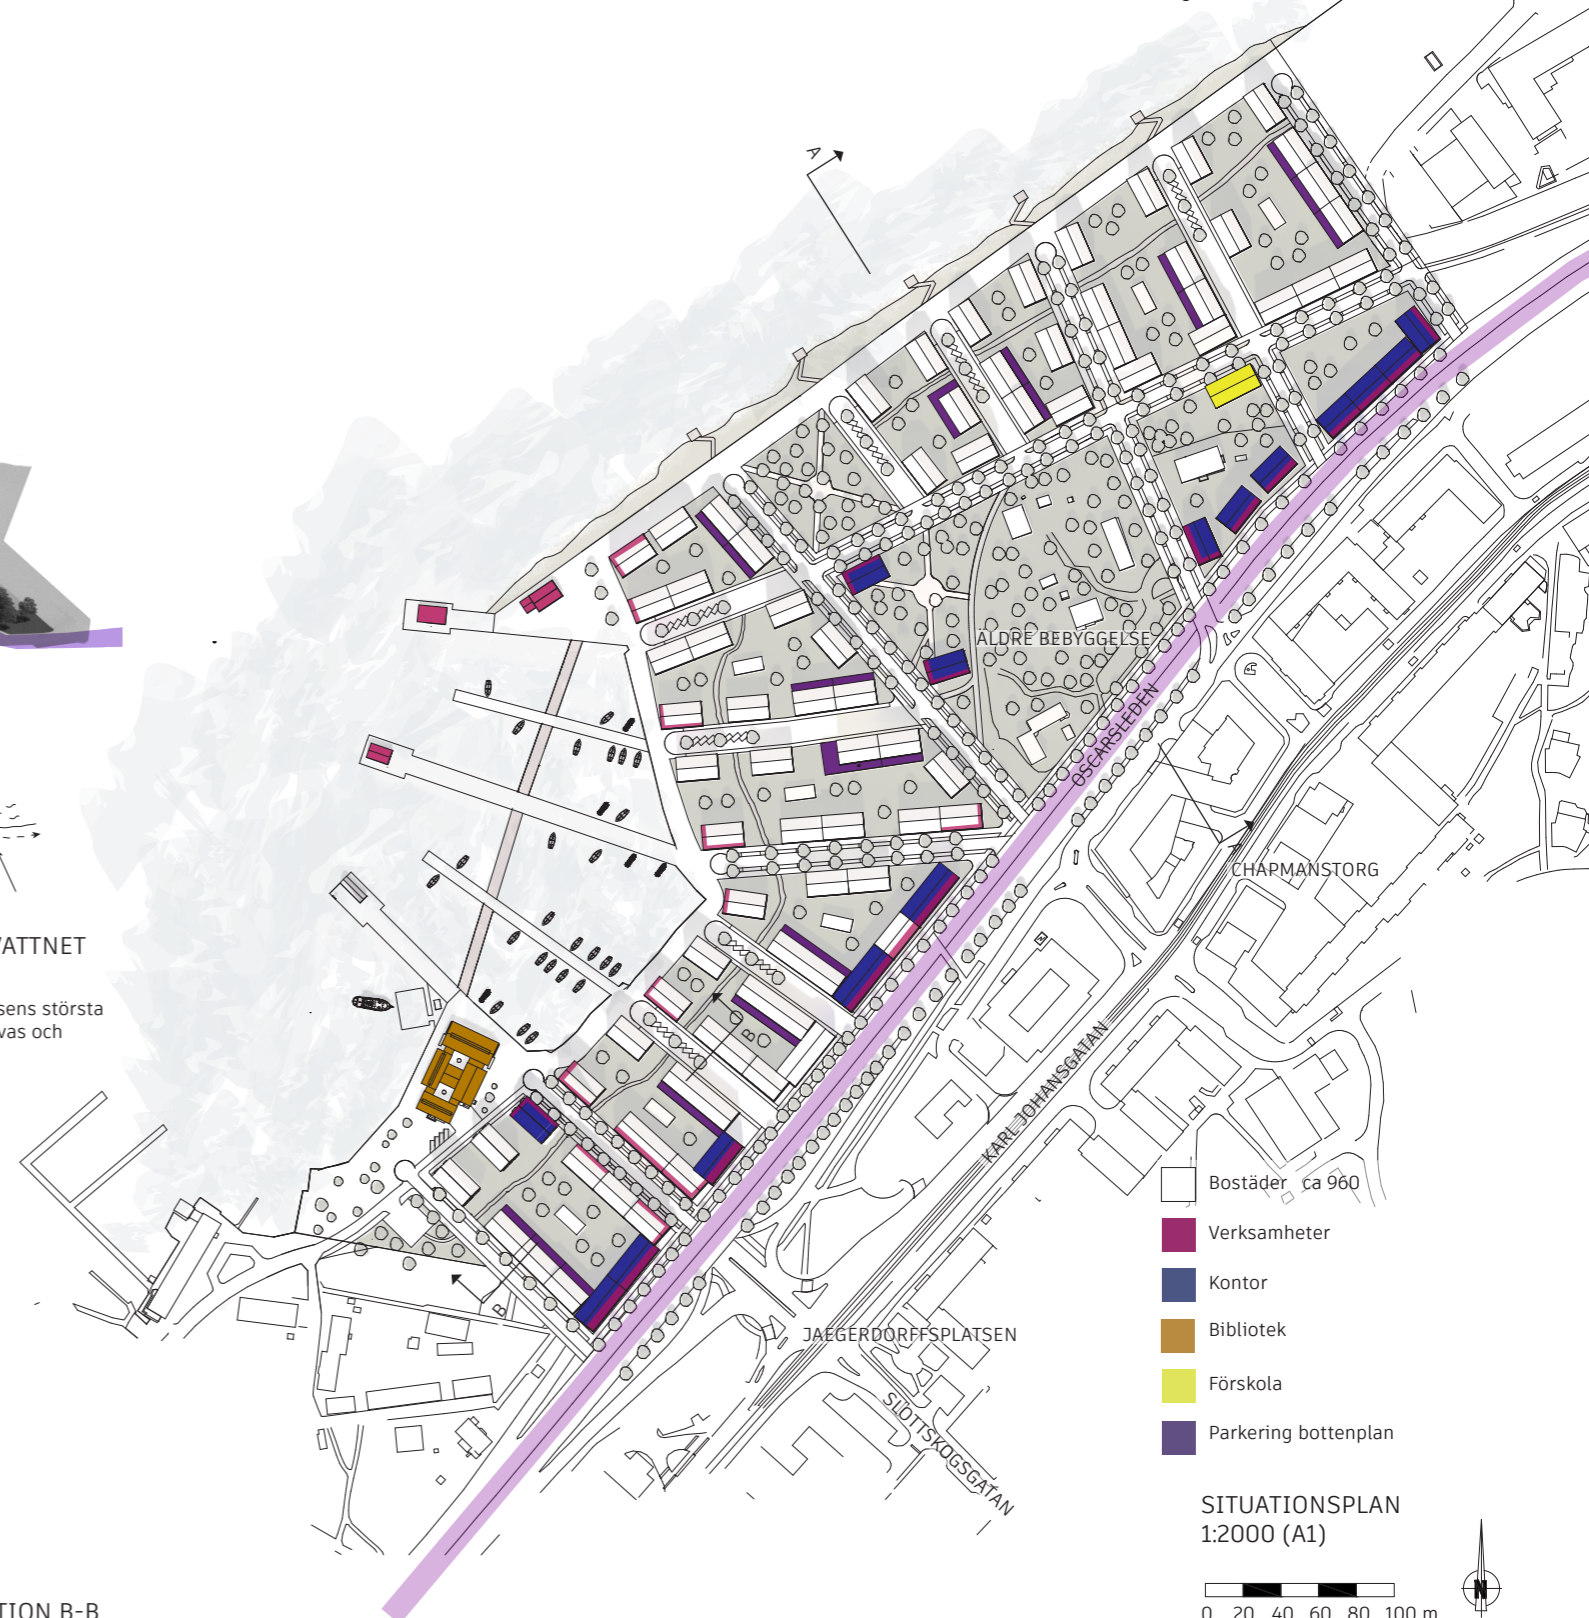 A
ÄLDRE BEBYGGELSE
OSCARSLEDEN
A
CHAPMANSTORG
VATTNET
sens största
vas och
B
KARL JOHANSGATAN
B
JAEGERDORFFSPLATSEN
SLOTTSKOGSGATAN
Bostäder ca 960
Verksamheter
Kontor
Bibliotek
Förskola
Parkering bottenplan
SITUATIONSPLAN
1:2000 (A1)
N
0 20 40 60 80 100 m
TION B-B